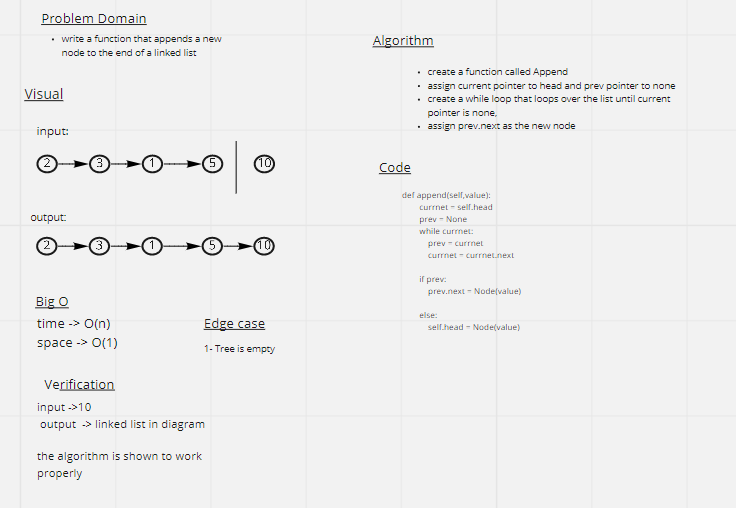 Problem Domain
• write a function that appends a new
node to the end of a linked list
Visual
input:
2 3 1 5 10
output:
2 3 1 5 10
Big O
time -> O(n)
space -> O(1)
Edge case
1- Tree is empty
Verification
input ->10
output -> linked list in diagram
the algorithm is shown to work
properly
Algorithm
• create a function called Append
• assign current pointer to head and prev pointer to none
• create a while loop that loops over the list until current
pointer is none,
• assign prev.next as the new node
Code
def append(self,value):
currnet = self.head
prev = None
while currnet:
prev = currnet
currnet = currnet.next
if prev:
prev.next = Node(value)
else:
self.head = Node(value)